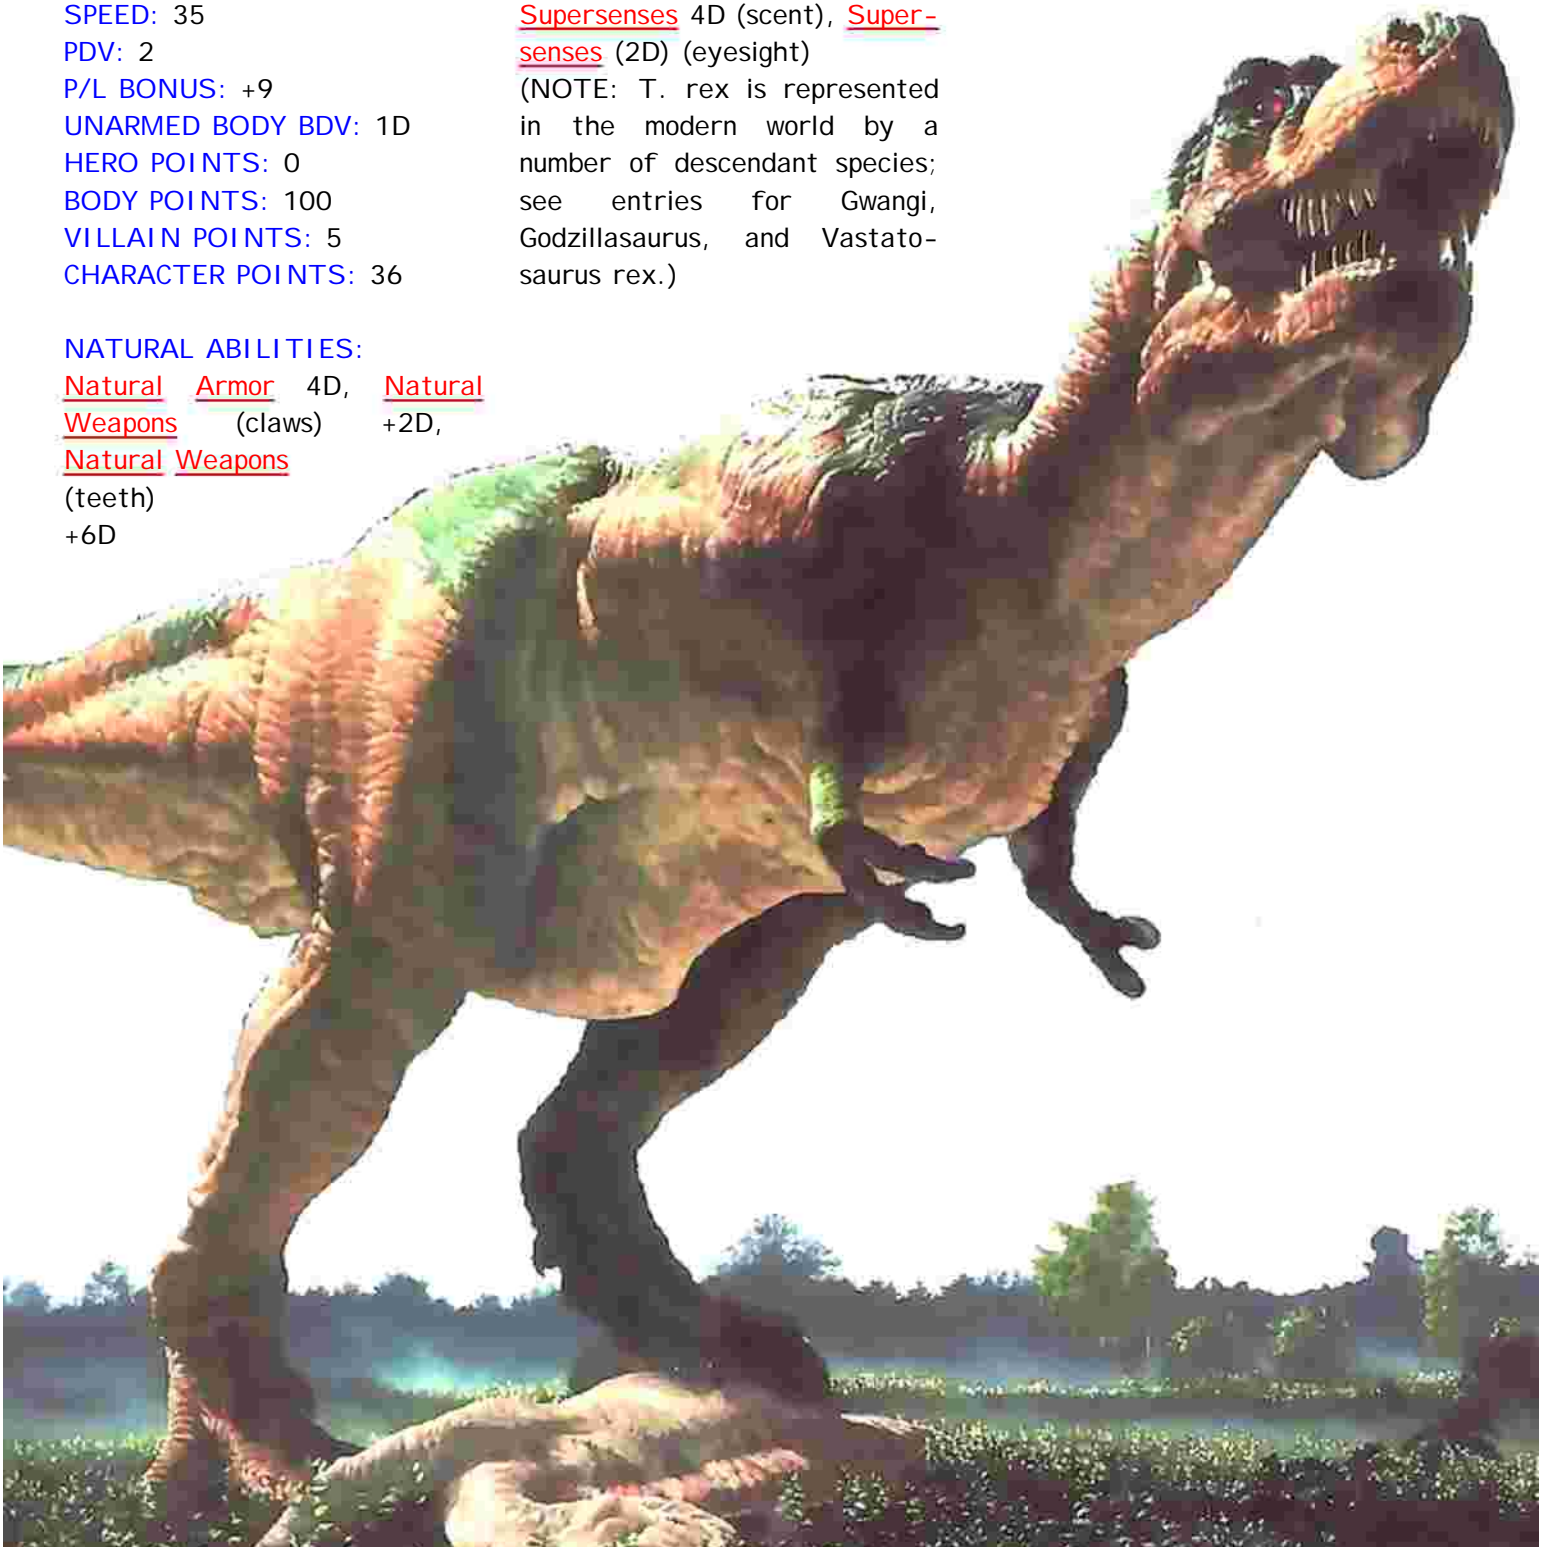 SPEED: 35
PDV: 2
P/L BONUS: +9
UNARMED BODY BDV: 1D
HERO POINTS: 0
BODY POINTS: 100
VILLAIN POINTS: 5
CHARACTER POINTS: 36
NATURAL ABILITIES:
Natural Armor 4D, Natural
Weapons (claws) +2D,
Natural Weapons
(teeth)
+6D
Supersenses 4D (scent), Super-
senses (2D) (eyesight)
(NOTE: T. rex is represented
in the modern world by a
number of descendant species;
see entries for Gwangi,
Godzillasaurus, and Vastato-
saurus rex.)